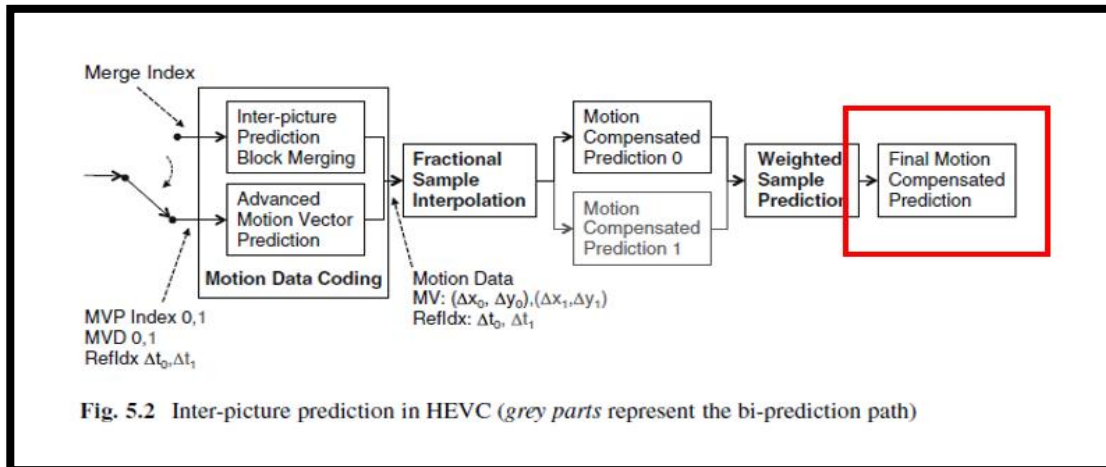 Merge Index
Inter-picture
Prediction
Block Merging
Advanced
Motion Vector
Prediction
Motion Data Coding
MVP Index 0,1
MVD 0,1
RefIdx Δt₀,Δt₁
Fractional
Sample
Interpolation
Motion Data
MV: (Δx₀, Δy₀),(Δx₁,Δy₁)
RefIdx: Δt₀, Δt₁
Motion
Compensated
Prediction 0
Motion
Compensated
Prediction 1
Weighted
Sample
Prediction
Final Motion
Compensated
Prediction
Fig. 5.2 Inter-picture prediction in HEVC (grey parts represent the bi-prediction path)